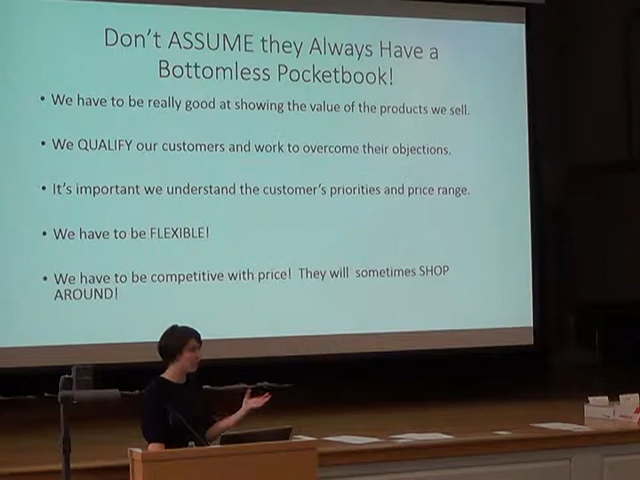 Don't ASSUME they Always Have a
Bottomless Pocketbook!
• We have to be really good at showing the value of the products we sell.
• We QUALIFY our customers and work to overcome their objections.
• It's important we understand the customer's priorities and price range.
• We have to be FLEXIBLE!
• We have to be competitive with price! They will sometimes SHOP
AROUND!